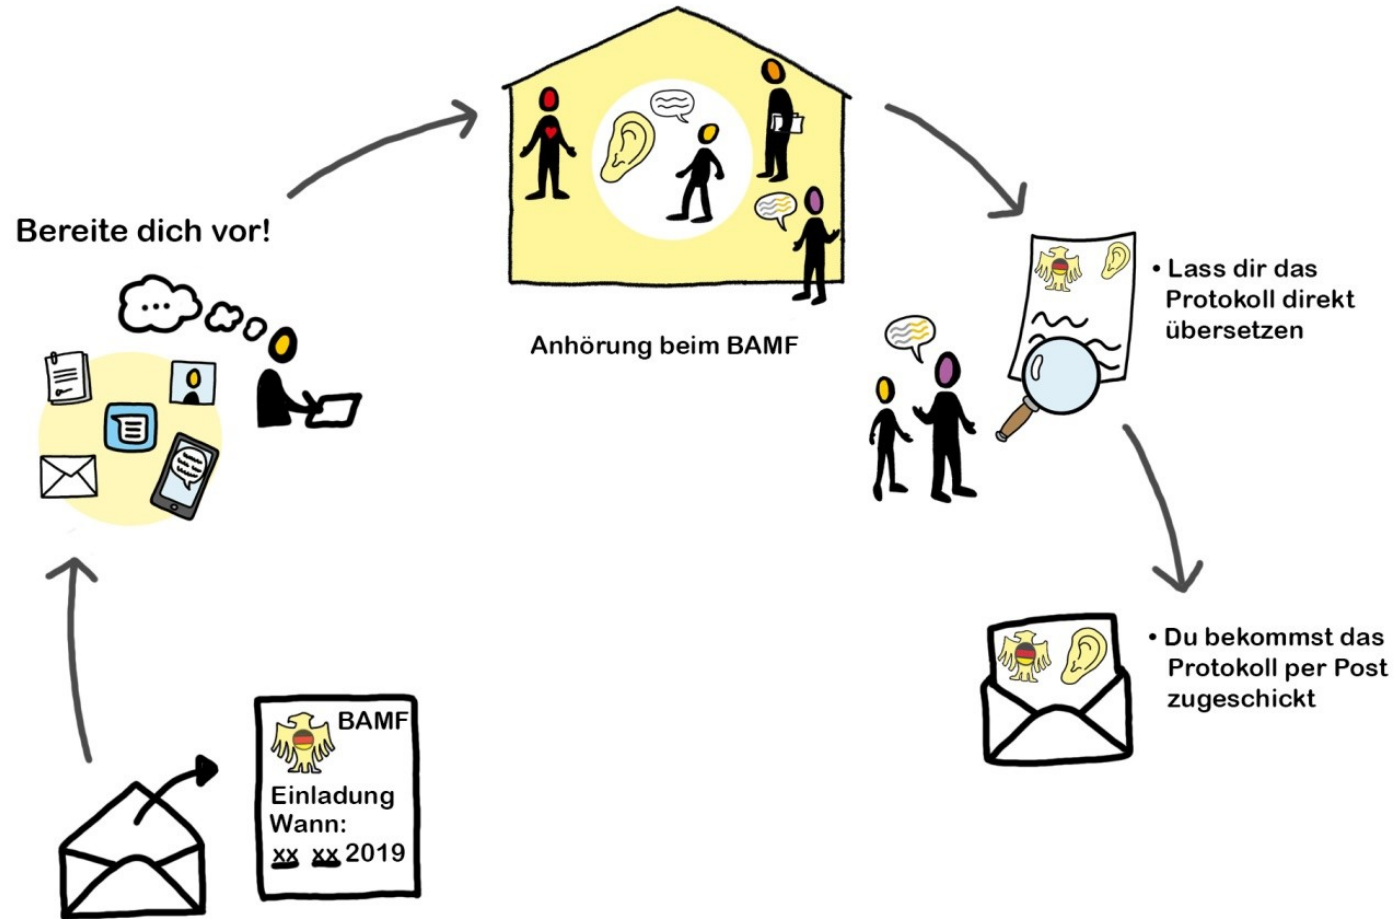 Bereite dich vor!
Anhörung beim BAMF
• Lass dir das
Protokoll direkt
übersetzen
• Du bekommst das
Protokoll per Post
zugeschickt
BAMF
Einladung
Wann:
xx xx 2019